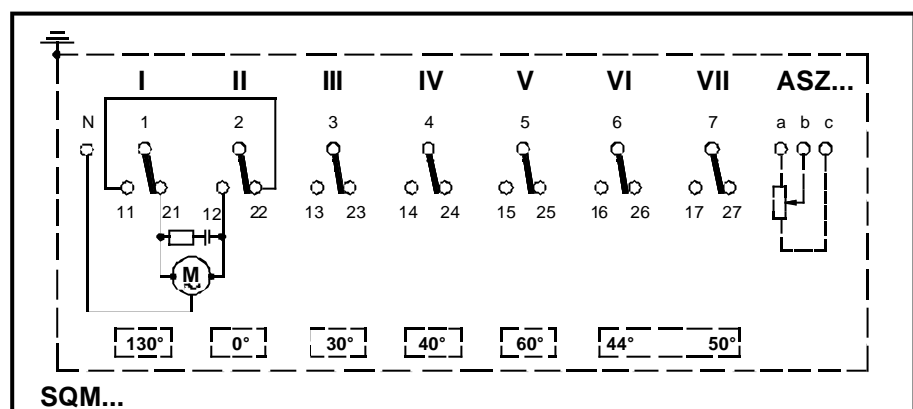 I II III IV V VI VII ASZ...
N 1 2 3 4 5 6 7 a b c
11 21 12 22 13 23 14 24 15 25 16 26 17 27
M
130° 0° 30° 40° 60° 44° 50°
SQM...